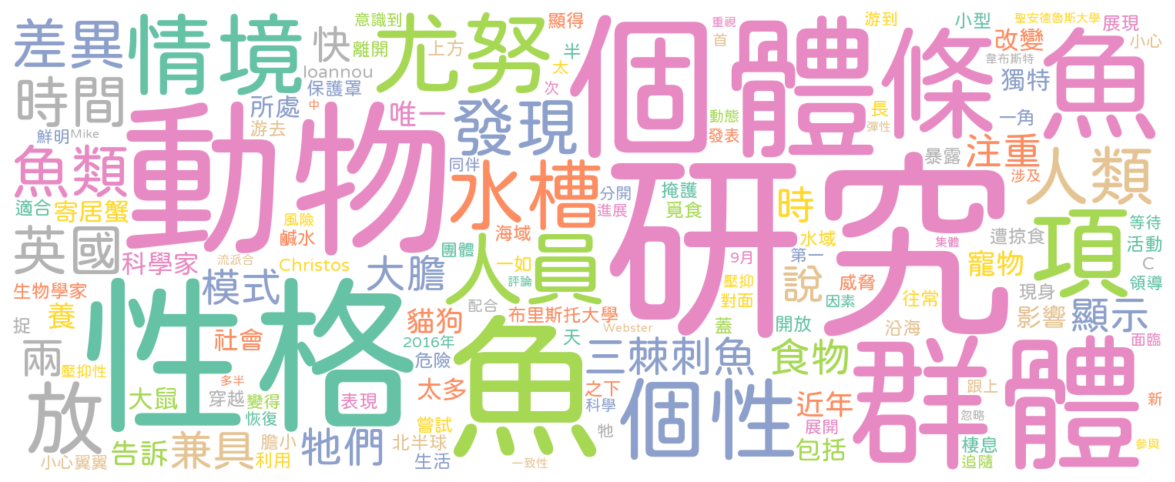 差異
情境
快
意識到
離開
上方
尤努
顯得
半
太
次
重視
首
個體
條
游到
小型
聖安德魯斯大學
韋布斯特
展現
小心
改變
獨特
魚
時間
Ioannou
保護罩
所處
中
游去
鮮明
Mike
唯一
發現
動態
發表
長
彈性
一角
魚類
動物
同伴
水槽
分開
進展
掩護
覓食
研究
暴露
注重
涉及
人類
適合
寄居蟹
風險
鹹水
團體
海域
時
水域
遭掠食
項
等待
活動
C
領導
英國
科學家
流派合
Christos
大膽
一如
評論
人員
9月
壓抑
對面
第一
說
威脅
因素
集體
往常
寵物
現身
影響
顯示
面臨
生物學家
養
模式
社會
貓狗
配合
布里斯托大學
Webster
蓋
開放
沿海
捉
兩
壓抑性
性格
2016年
危險
魚
天
三棘刺魚
食物
群體
放
大鼠
多半
穿越
變得
恢復
表現
太多
之下
科學
個性
近年
展開
跟上
忽略
新
小心翼翼
告訴
兼具
膽小
利用
牠們
嘗試
北半球
生活
一致性
牠
包括
棲息
追隨
參與